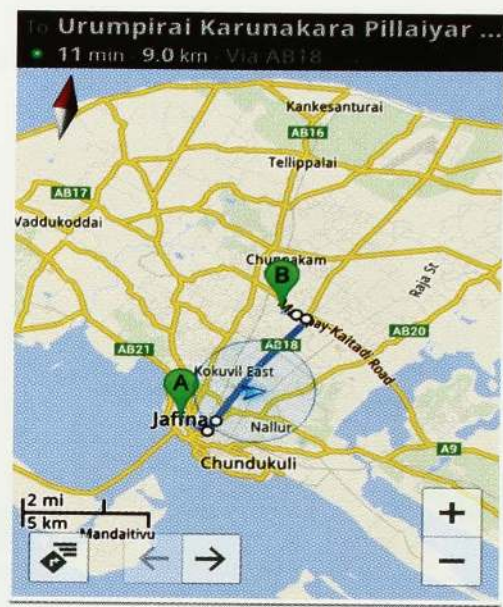 To Urumpirai Karunakara Pillaiyar ...
11 min 9.0 km Via AB18
Kankesanturai
AB16
Tellippalai
AB17
Vaddukoddai
Chunnakam
B
Raja St
AB18
AB20
AB21
Kokuvil East
A
Jaffna
Nallur
A9
Chundukuli
2 mi
5 km
Mandaitivu
+
−